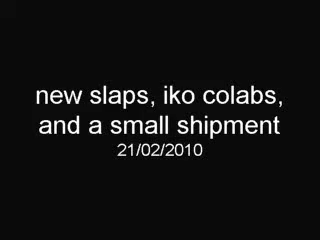 new slaps, iko colabs,
and a small shipment
21/02/2010